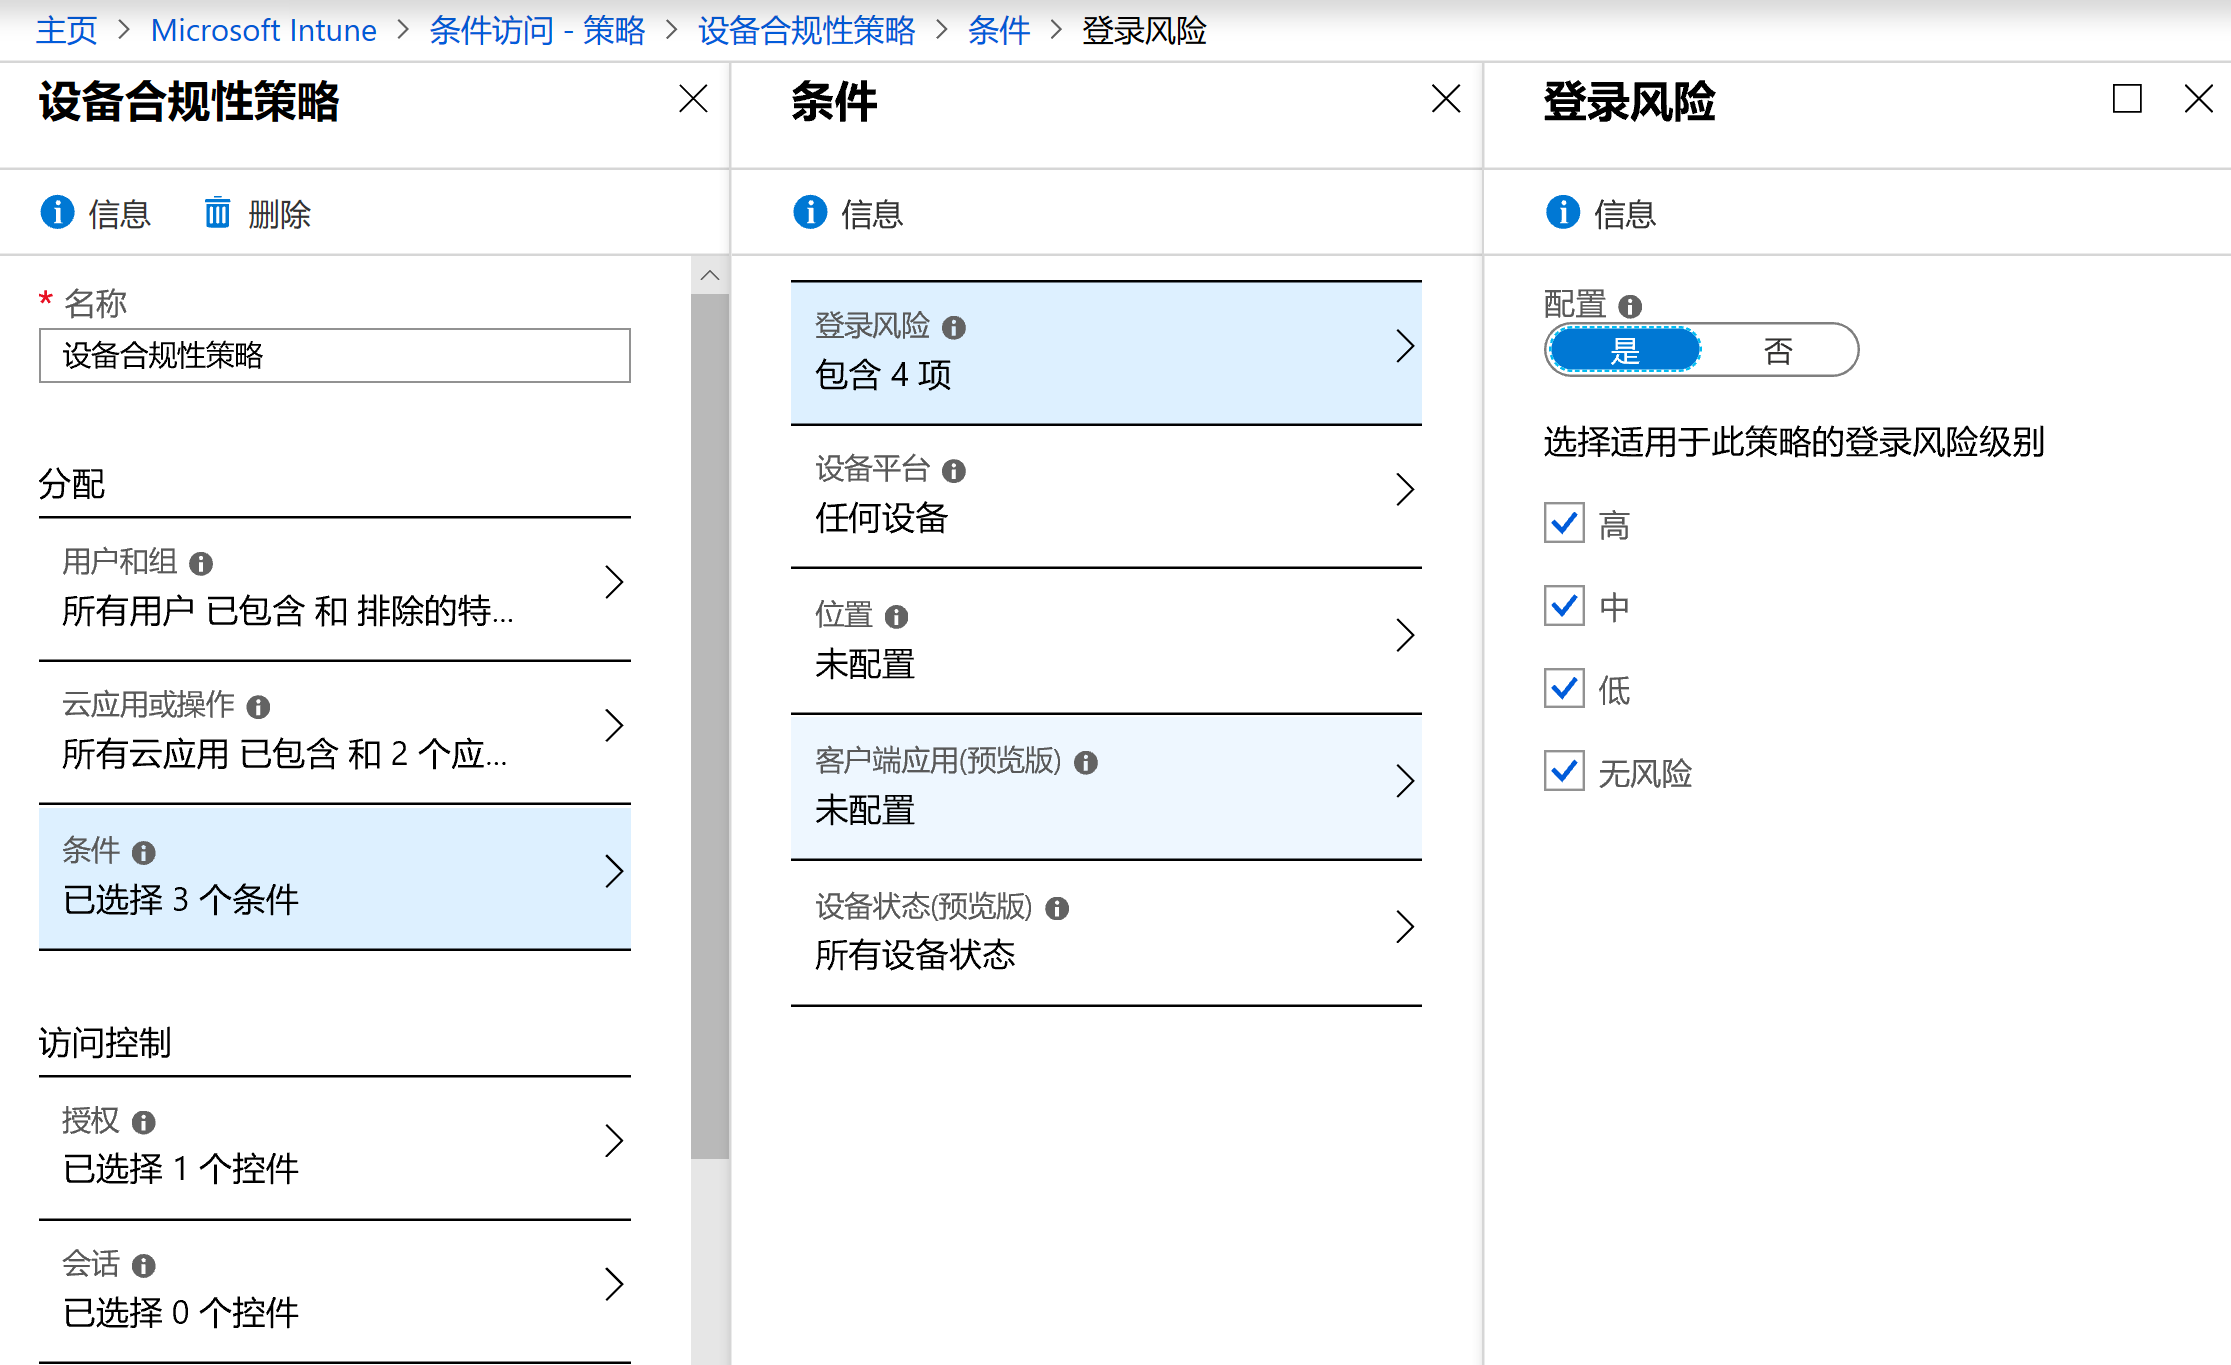 主页 > Microsoft Intune > 条件访问 - 策略 > 设备合规性策略 > 条件 > 登录风险
设备合规性策略
信息 删除
* 名称
设备合规性策略
分配
用户和组
所有用户 已包含 和 排除的特...
云应用或操作
所有云应用 已包含 和 2 个应...
条件
已选择 3 个条件
访问控制
授权
已选择 1 个控件
会话
已选择 0 个控件
条件
信息
登录风险
包含 4 项
设备平台
任何设备
位置
未配置
客户端应用(预览版)
未配置
设备状态(预览版)
所有设备状态
登录风险
信息
配置
是 否
选择适用于此策略的登录风险级别
高
中
低
无风险